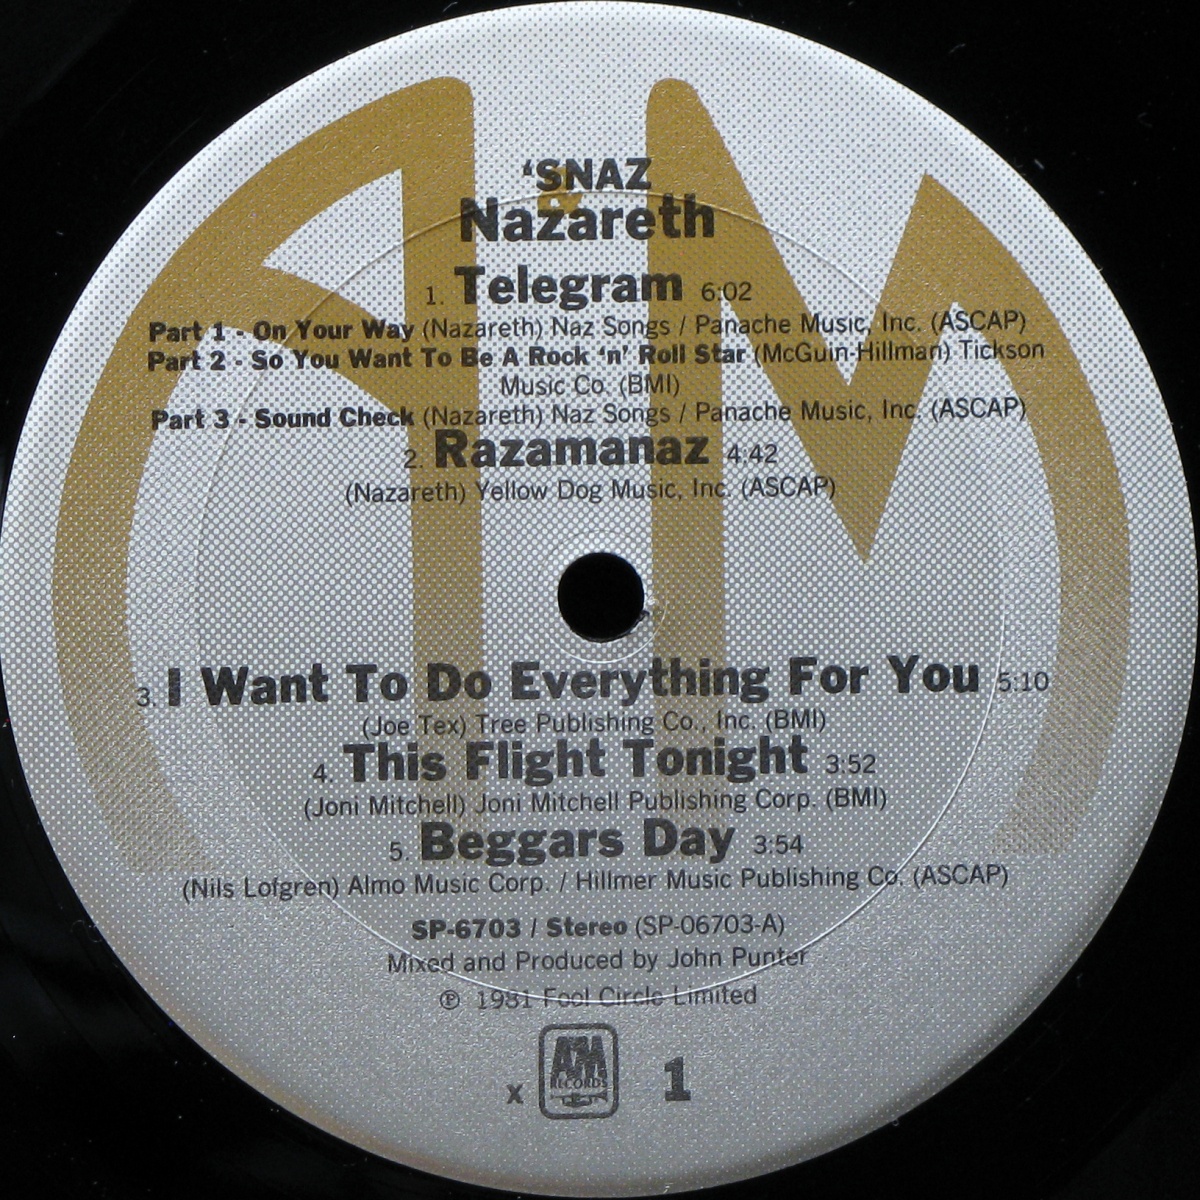 ‘SNAZ
Nazareth
1. Telegram 6:02
Part 1 - On Your Way (Nazareth) Naz Songs / Panache Music, Inc. (ASCAP)
Part 2 - So You Want To Be A Rock ‘n’ Roll Star (McGuin-Hillman) Tickson
Music Co. (BMI)
Part 3 - Sound Check (Nazareth) Naz Songs / Panache Music, Inc. (ASCAP)
2. Razamanaz 4:42
(Nazareth) Yellow Dog Music, Inc. (ASCAP)
3. I Want To Do Everything For You 5:10
(Joe Tex) Tree Publishing Co., Inc. (BMI)
4. This Flight Tonight 3:52
(Joni Mitchell) Joni Mitchell Publishing Corp. (BMI)
5. Beggars Day 3:54
(Nils Lofgren) Almo Music Corp. / Hillmer Music Publishing Co. (ASCAP)
SP-6703 / Stereo (SP-06703-A)
Mixed and Produced by John Punter
℗ 1981 Fool Circle Limited
x A&M RECORDS 1